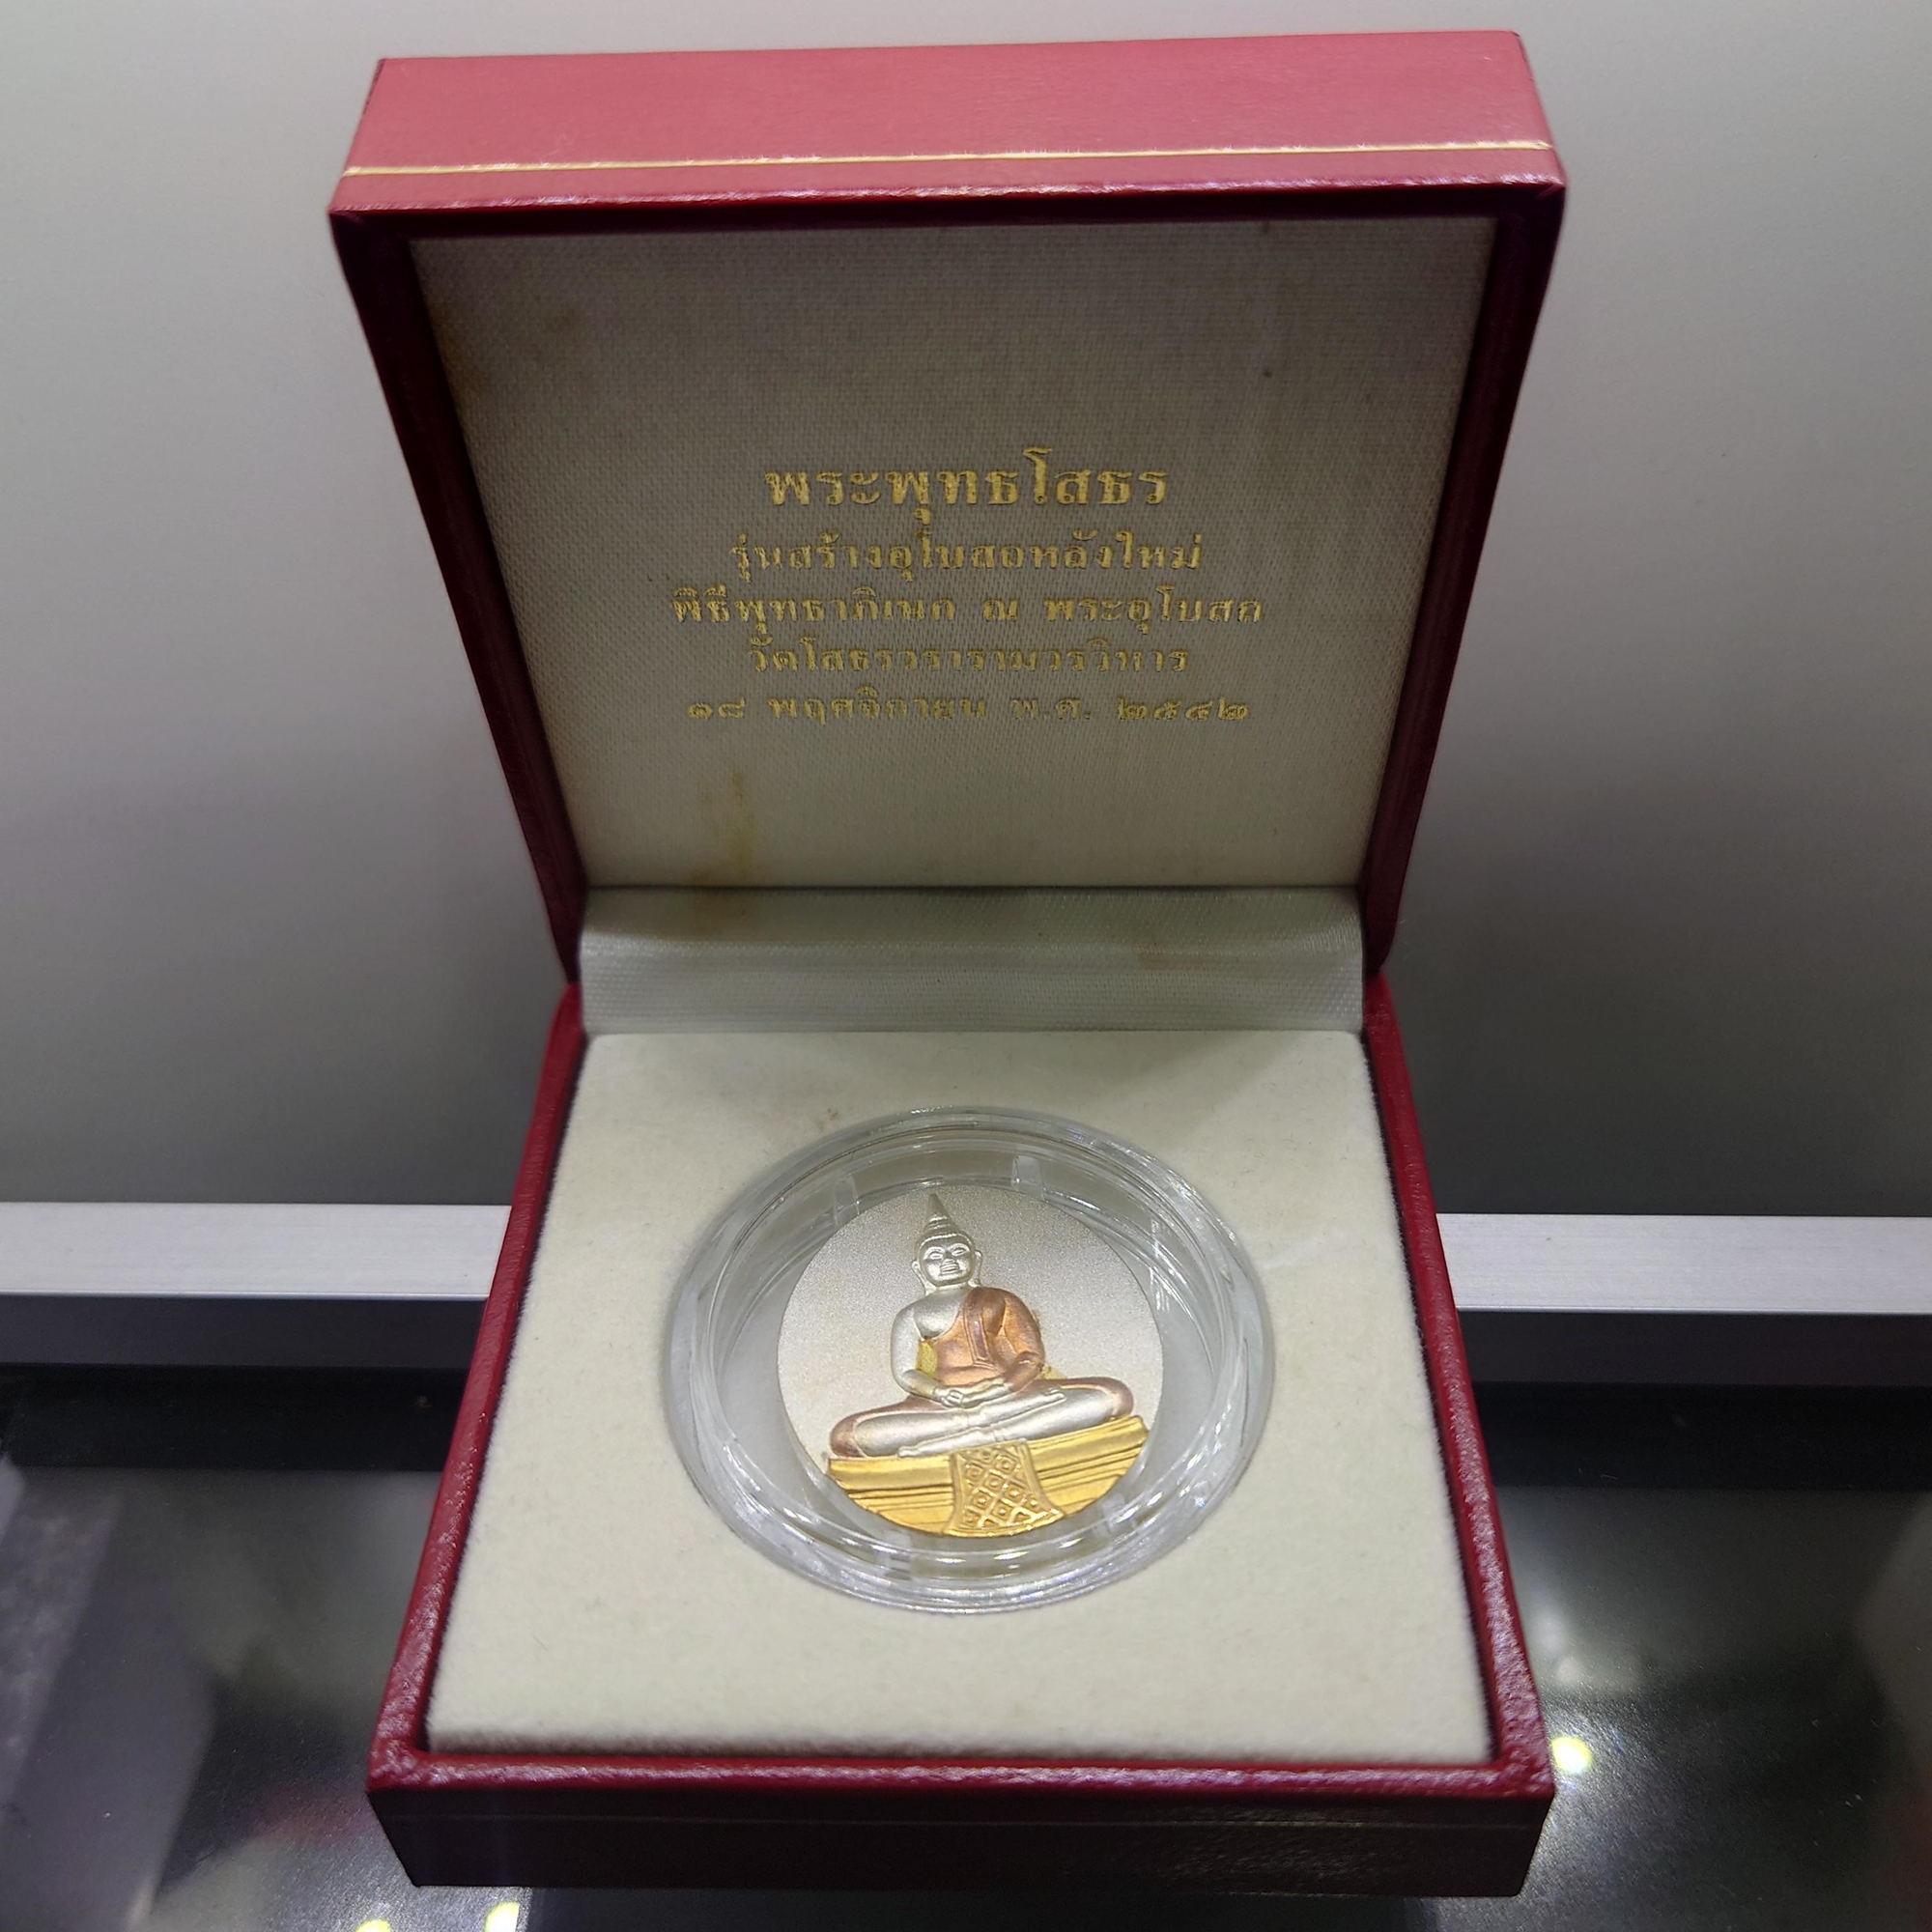 พระพุทธโสธร
รุ่นสร้างอุโบสถหลังใหม่
พิธีพุทธาภิเษก ณ พระอุโบสถ
วัดโสธรวรารามวรวิหาร
๑๘ พฤศจิกายน พ.ศ. ๒๕๔๒